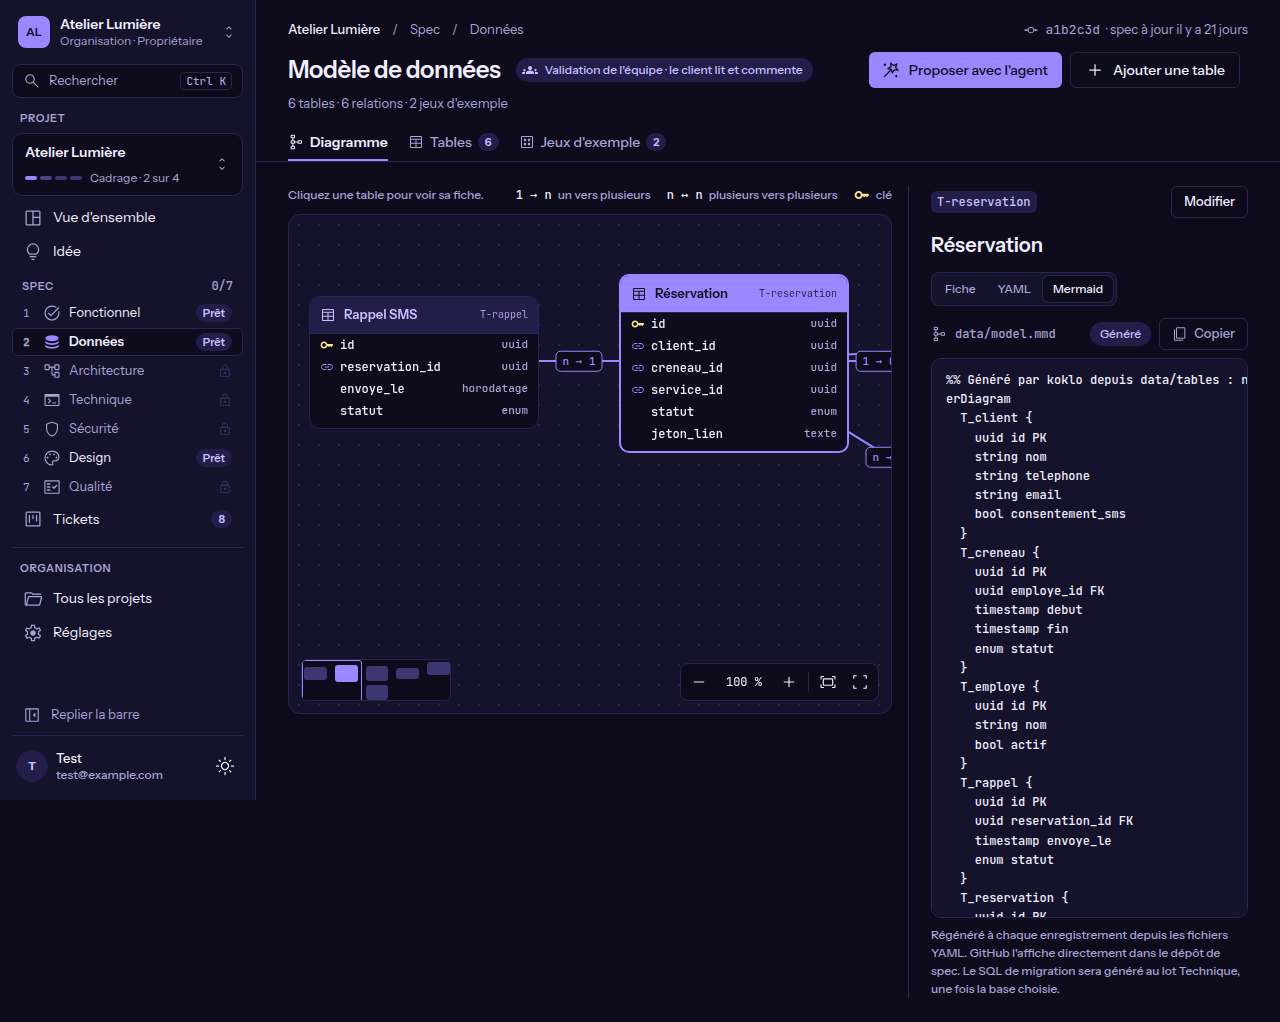 AL
Atelier Lumière
Organisation · Propriétaire
Rechercher
Ctrl K
PROJET
Atelier Lumière
Cadrage · 2 sur 4
Vue d'ensemble
Idée
SPEC 0/7
1 Fonctionnel Prêt
2 Données Prêt
3 Architecture
4 Technique
5 Sécurité
6 Design Prêt
7 Qualité
Tickets 8
ORGANISATION
Tous les projets
Réglages
Replier la barre
T
Test
test@example.com
Atelier Lumière / Spec / Données
a1b2c3d · spec à jour il y a 21 jours
Modèle de données
Validation de l'équipe · le client lit et commente
Proposer avec l'agent
Ajouter une table
6 tables · 6 relations · 2 jeux d'exemple
Diagramme
Tables 6
Jeux d'exemple 2
Cliquez une table pour voir sa fiche.
1 → n un vers plusieurs
n ↔ n plusieurs vers plusieurs
clé
Rappel SMS T-rappel
id uuid
reservation_id uuid
envoye_le horodatage
statut enum
n → 1
Réservation T-reservation
id uuid
client_id uuid
creneau_id uuid
service_id uuid
statut enum
jeton_lien texte
1 →
n →
100 %
T-reservation
Modifier
Réservation
Fiche
YAML
Mermaid
data/model.mmd
Généré
Copier
%% Généré par koklo depuis data/tables : n
erDiagram
T_client {
uuid id PK
string nom
string telephone
string email
bool consentement_sms
}
T_creneau {
uuid id PK
uuid employe_id FK
timestamp debut
timestamp fin
enum statut
}
T_employe {
uuid id PK
string nom
bool actif
}
T_rappel {
uuid id PK
uuid reservation_id FK
timestamp envoye_le
enum statut
}
T_reservation {
uuid id PK
Régénéré à chaque enregistrement depuis les fichiers
YAML. GitHub l'affiche directement dans le dépôt de
spec. Le SQL de migration sera généré au lot Technique,
une fois la base choisie.